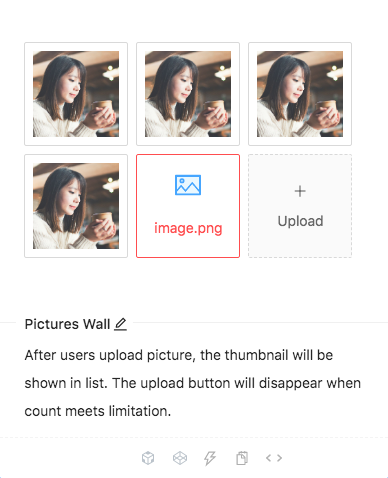 image.png
Upload
Pictures Wall
After users upload picture, the thumbnail will be
shown in list. The upload button will disappear when
count meets limitation.